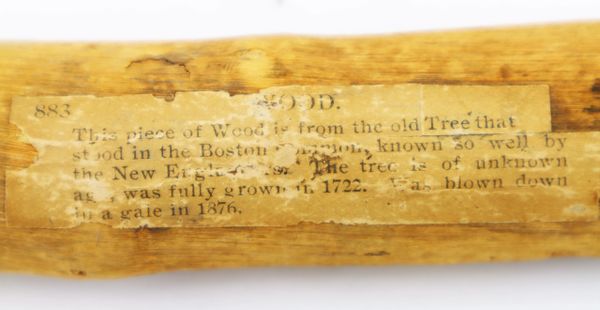 883 WOOD.
This piece of Wood is from the old Tree that
stood in the Boston Common, known so well by
the New The tree is of unknown
age, was fully grown in 1722. Was blown down
in a gale in 1876.